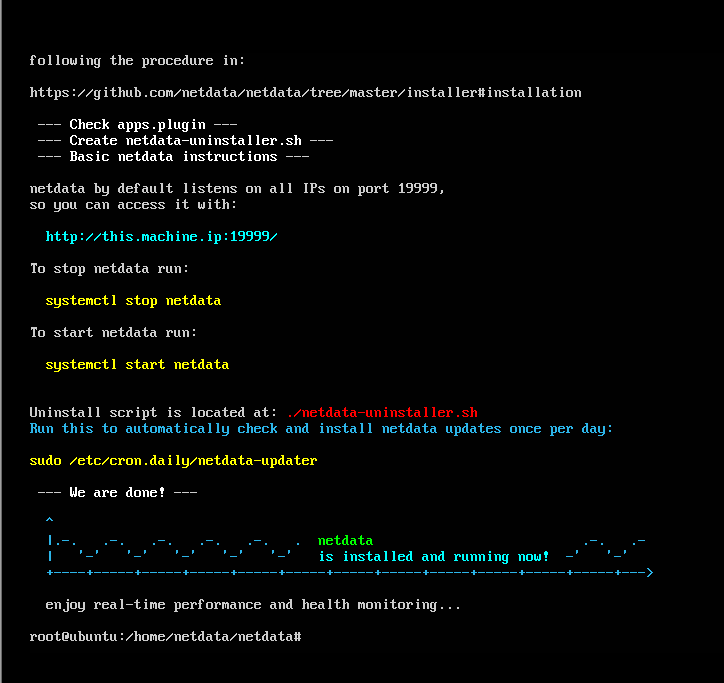 following the procedure in:
https://github.com/netdata/netdata/tree/master/installer#installation
--- Check apps.plugin ---
--- Create netdata-uninstaller.sh ---
--- Basic netdata instructions ---
netdata by default listens on all IPs on port 19999,
so you can access it with:
http://this.machine.ip:19999/
To stop netdata run:
systemctl stop netdata
To start netdata run:
systemctl start netdata
Uninstall script is located at: ./netdata-uninstaller.sh
Run this to automatically check and install netdata updates once per day:
sudo /etc/cron.daily/netdata-updater
--- We are done! ---
^
|.-.   .-.   .-.   .-.   .-.   .  netdata                          .-.   .-
|   '-'   '-'   '-'   '-'   '-'   is installed and running now!  -'   '-'
+----+-----+-----+-----+-----+-----+-----+-----+-----+-----+-----+-----+--->
enjoy real-time performance and health monitoring...
root@ubuntu:/home/netdata/netdata#